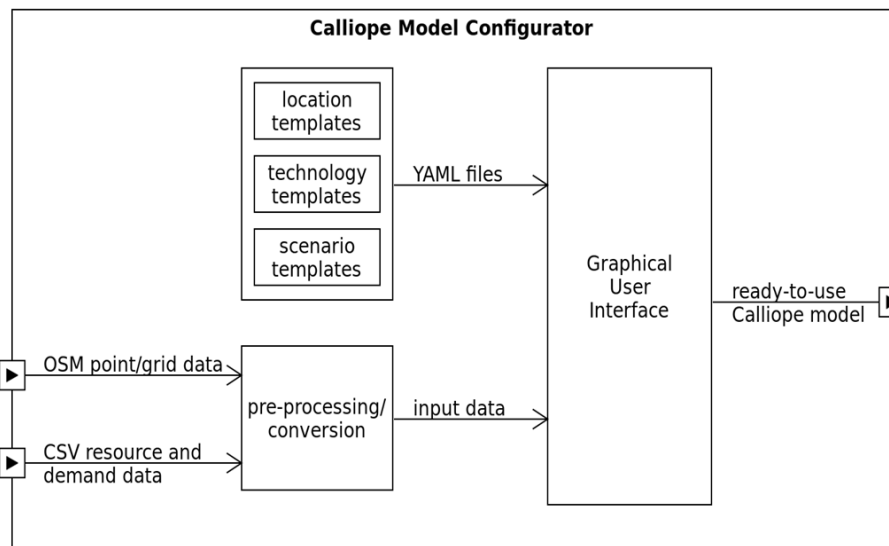 Calliope Model Configurator
location
templates
technology
templates
scenario
templates
YAML files
Graphical
User
Interface
ready-to-use
Calliope model
OSM point/grid data
pre-processing/
conversion
input data
CSV resource and
demand data